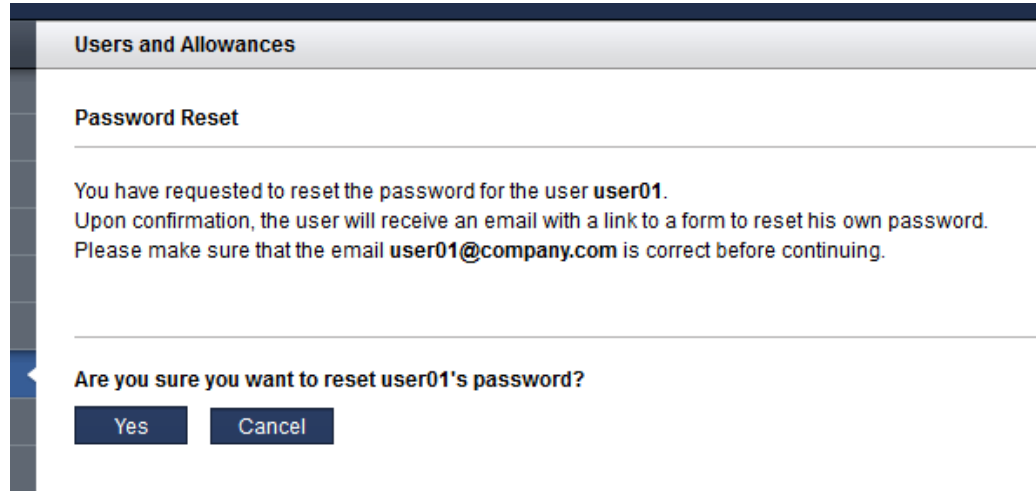 Users and Allowances
Password Reset
You have requested to reset the password for the user user01.
Upon confirmation, the user will receive an email with a link to a form to reset his own password.
Please make sure that the email user01@company.com is correct before continuing.
Are you sure you want to reset user01's password?
Yes Cancel